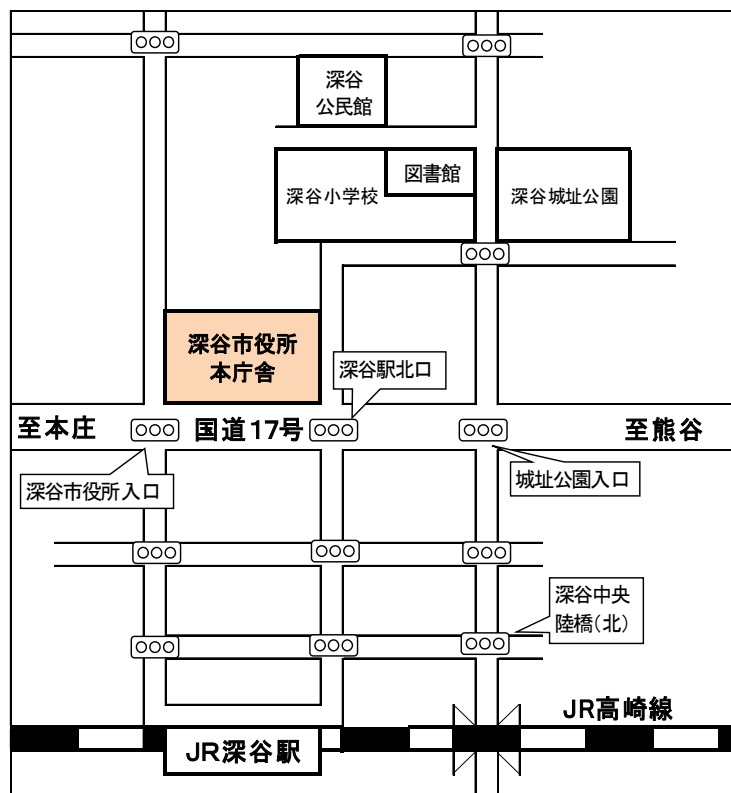 深谷
公民館
図書館
深谷小学校
深谷城址公園
深谷市役所
本庁舎
深谷駅北口
至本庄
国道17号
至熊谷
深谷市役所入口
城址公園入口
深谷中央
陸橋(北)
JR高崎線
JR深谷駅